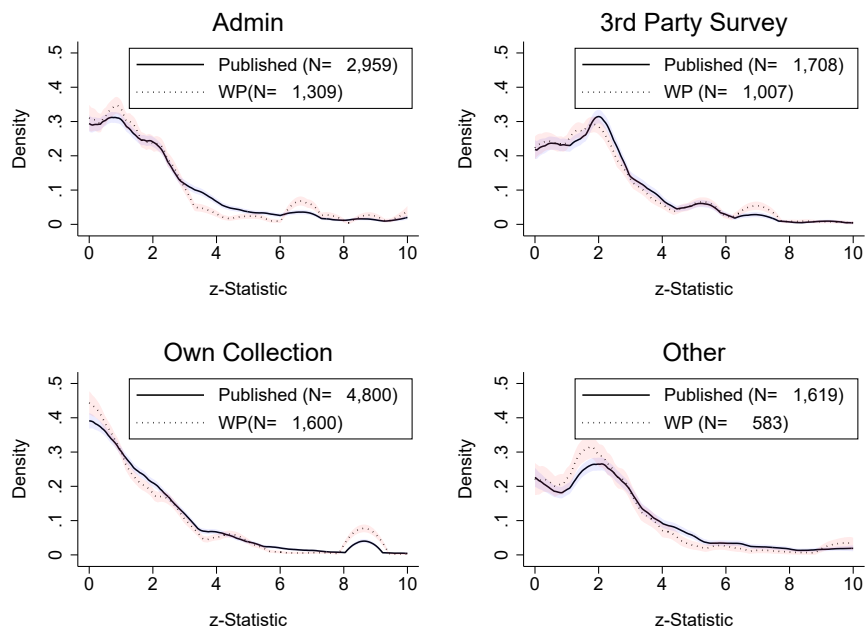 Admin
Published (N= 2,959)
WP(N= 1,309)
Density
.5
.4
.3
.2
.1
0
0 2 4 6 8 10
z-Statistic
3rd Party Survey
Published (N= 1,708)
WP (N= 1,007)
Density
.5
.4
.3
.2
.1
0
0 2 4 6 8 10
z-Statistic
Own Collection
Published (N= 4,800)
WP(N= 1,600)
Density
.5
.4
.3
.2
.1
0
0 2 4 6 8 10
z-Statistic
Other
Published (N= 1,619)
WP (N= 583)
Density
.5
.4
.3
.2
.1
0
0 2 4 6 8 10
z-Statistic